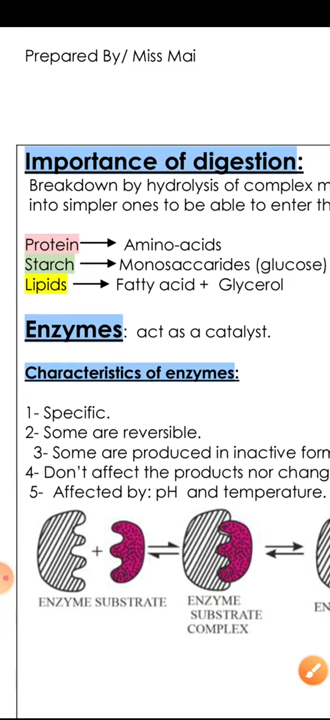 Prepared By/ Miss Mai
Importance of digestion:
Breakdown by hydrolysis of complex m
into simpler ones to be able to enter th
Protein → Amino-acids
Starch → Monosaccarides (glucose)
Lipids → Fatty acid + Glycerol
Enzymes: act as a catalyst.
Characteristics of enzymes:
1- Specific.
2- Some are reversible.
3- Some are produced in inactive form
4- Don't affect the products nor chang
5- Affected by: pH and temperature.
+
ENZYME SUBSTRATE
ENZYME
SUBSTRATE
COMPLEX
EN